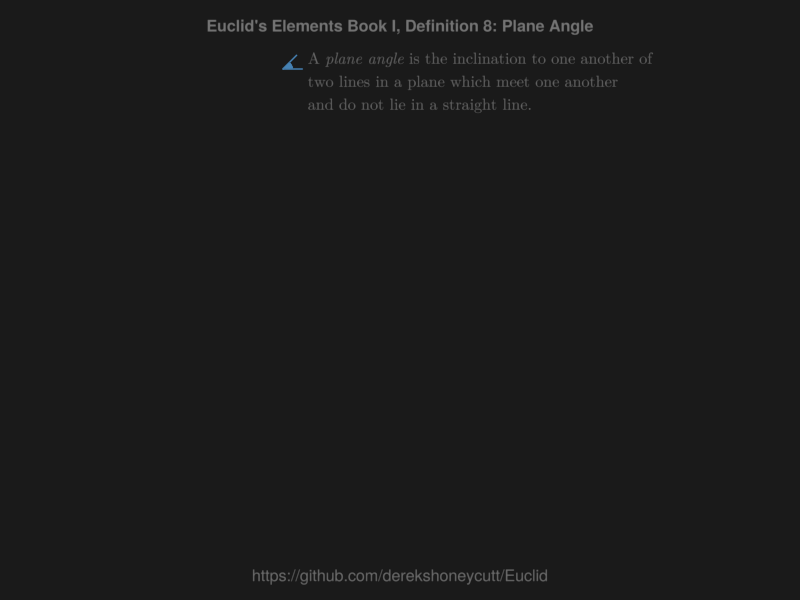 Euclid's Elements Book I, Definition 8: Plane Angle
A plane angle is the inclination to one another of
two lines in a plane which meet one another
and do not lie in a straight line.
https://github.com/derekshoneycutt/Euclid